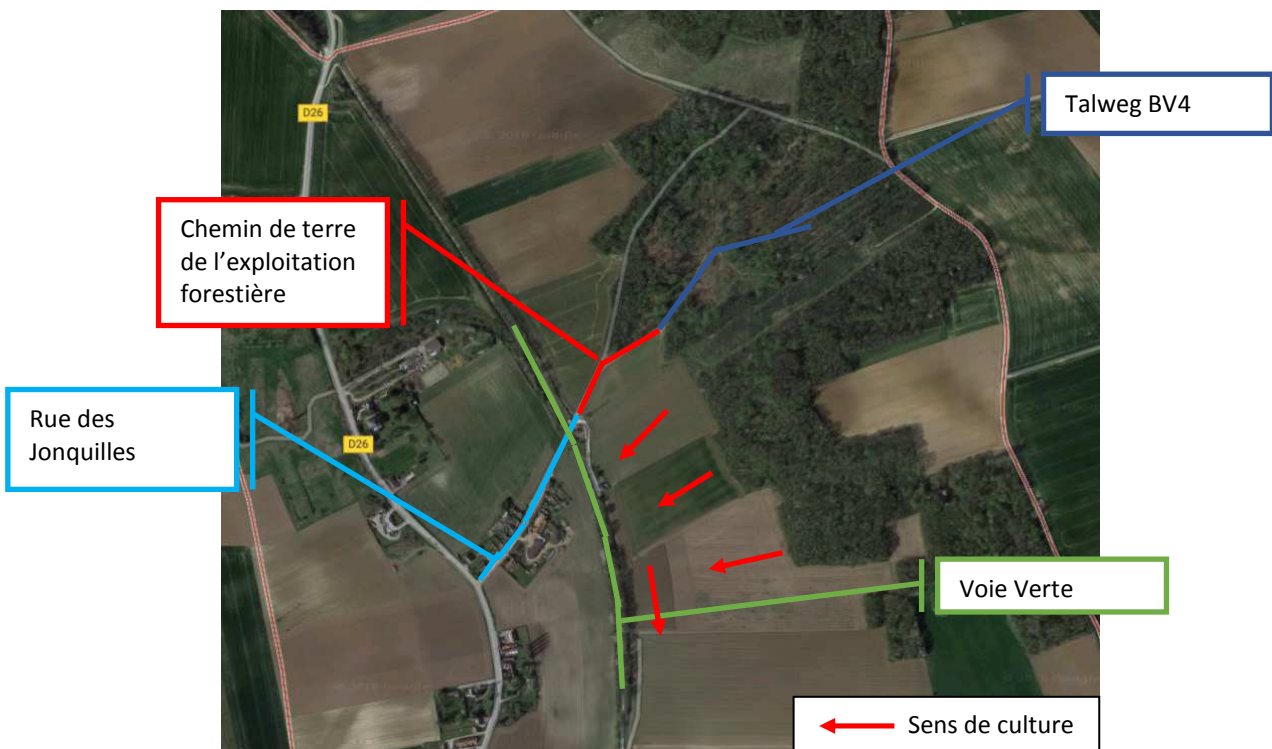 D26
Talweg BV4
Chemin de terre
de l’exploitation
forestière
Rue des
Jonquilles
D26
Voie Verte
Sens de culture